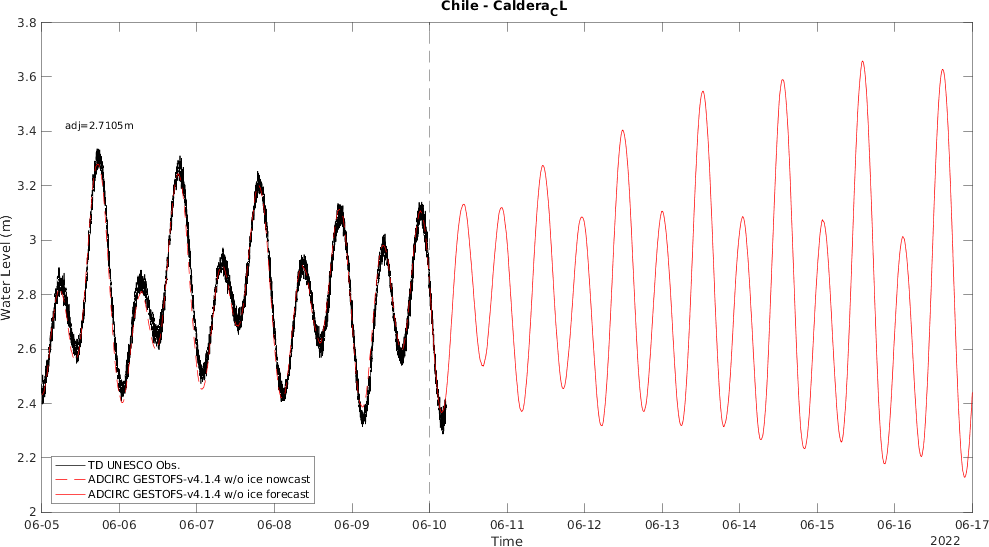 Chile - Caldera_CL
3.8
3.6
3.4
3.2
3
2.8
2.6
2.4
2.2
2
Water Level (m)
adj=2.7105m
TD UNESCO Obs.
ADCIRC GESTOFS-v4.1.4 w/o ice nowcast
ADCIRC GESTOFS-v4.1.4 w/o ice forecast
06-05 06-06 06-07 06-08 06-09 06-10 06-11 06-12 06-13 06-14 06-15 06-16 06-17
Time
2022